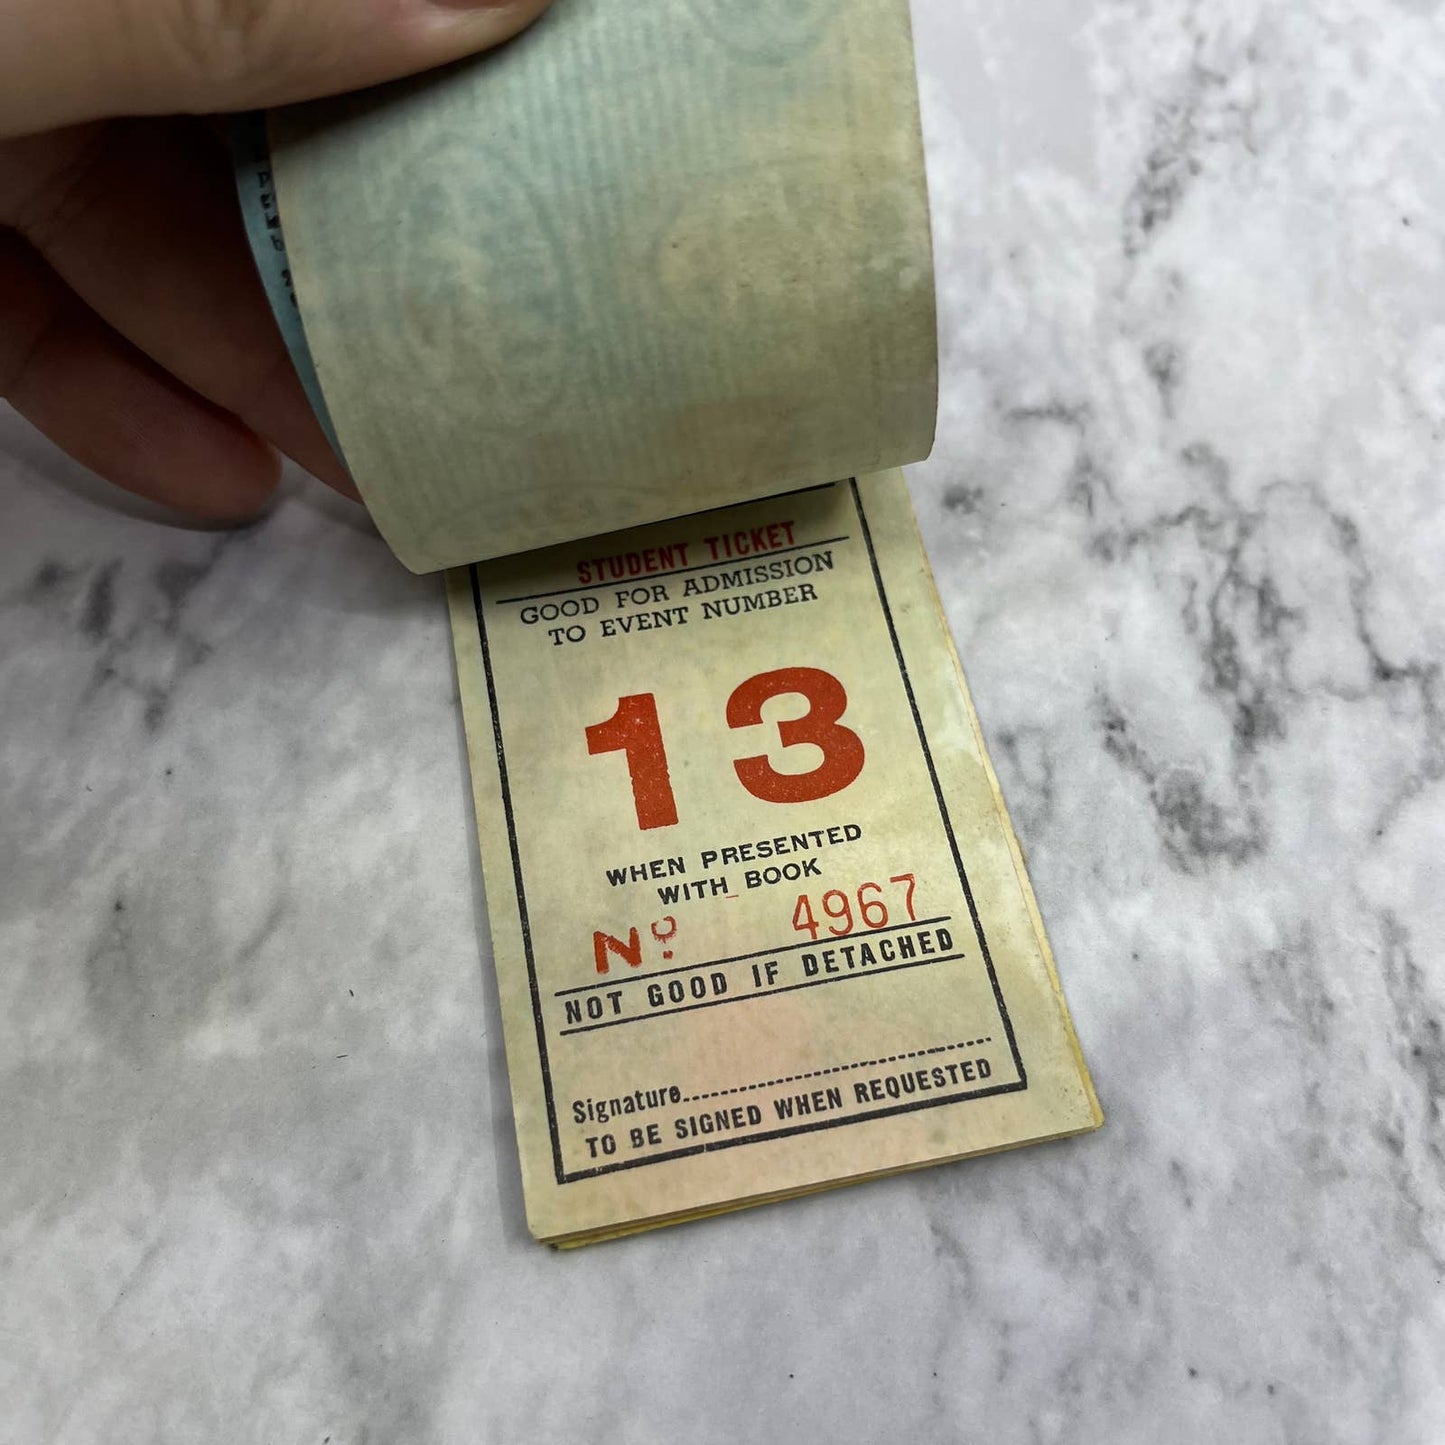 STUDENT TICKET
GOOD FOR ADMISSION
TO EVENT NUMBER
13
WHEN PRESENTED
WITH BOOK
Nº 4967
NOT GOOD IF DETACHED
Signature
TO BE SIGNED WHEN REQUESTED